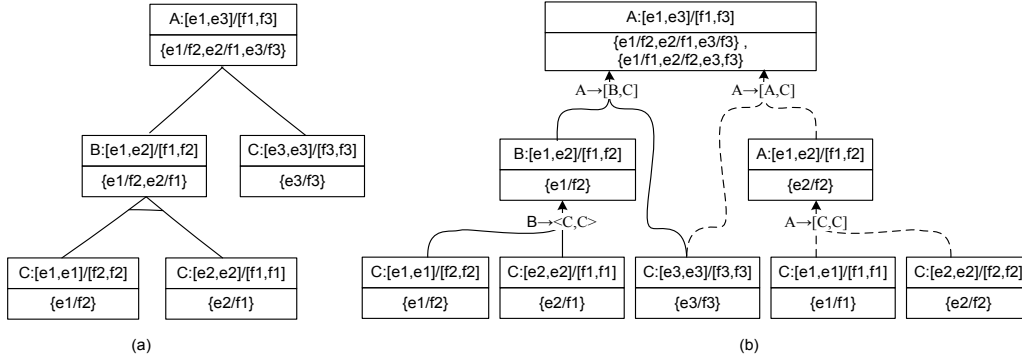 A:[e1,e3]/[f1,f3]
{e1/f2,e2/f1,e3/f3}
B:[e1,e2]/[f1,f2]
{e1/f2,e2/f1}
C:[e3,e3]/[f3,f3]
{e3/f3}
C:[e1,e1]/[f2,f2]
{e1/f2}
C:[e2,e2]/[f1,f1]
{e2/f1}
(a)
A:[e1,e3]/[f1,f3]
{e1/f2,e2/f1,e3/f3} ,
{e1/f1,e2/f2,e3,f3}
A→[B,C]
A→[A,C]
B:[e1,e2]/[f1,f2]
{e1/f2}
A:[e1,e2]/[f1,f2]
{e2/f2}
B→<C,C>
A→[C,C]
C:[e1,e1]/[f2,f2]
{e1/f2}
C:[e2,e2]/[f1,f1]
{e2/f1}
C:[e3,e3]/[f3,f3]
{e3/f3}
C:[e1,e1]/[f1,f1]
{e1/f1}
C:[e2,e2]/[f2,f2]
{e2/f2}
(b)